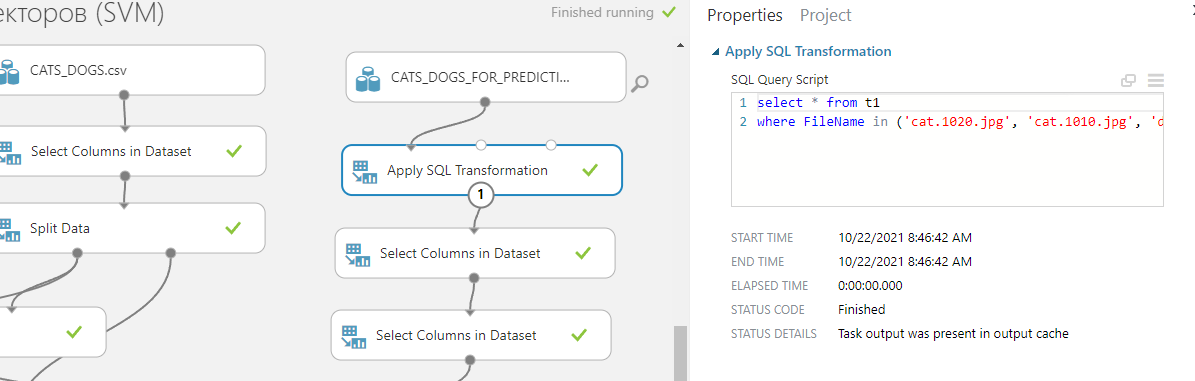 екторов (SVM)
Finished running
CATS_DOGS.csv
Select Columns in Dataset
Split Data
CATS_DOGS_FOR_PREDICTI...
Apply SQL Transformation
1
Select Columns in Dataset
Select Columns in Dataset
Properties Project
Apply SQL Transformation
SQL Query Script
1 select * from t1
2 where FileName in ('cat.1020.jpg', 'cat.1010.jpg', 'd
START TIME 10/22/2021 8:46:42 AM
END TIME 10/22/2021 8:46:42 AM
ELAPSED TIME 0:00:00.000
STATUS CODE Finished
STATUS DETAILS Task output was present in output cache